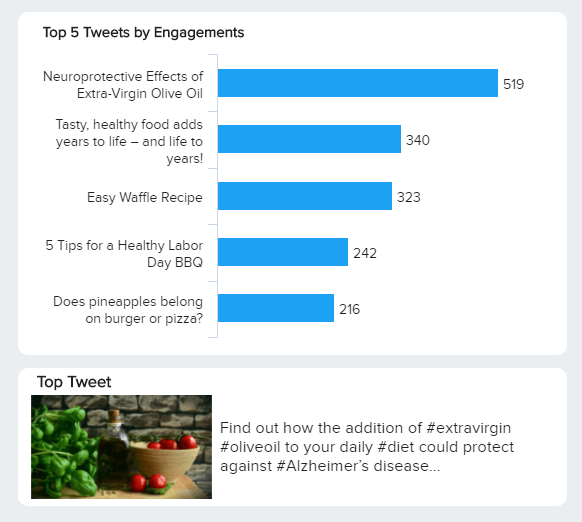 Top 5 Tweets by Engagements
Neuroprotective Effects of
Extra-Virgin Olive Oil
519
Tasty, healthy food adds
years to life – and life to
years!
340
Easy Waffle Recipe
323
5 Tips for a Healthy Labor
Day BBQ
242
Does pineapples belong
on burger or pizza?
216
Top Tweet
Find out how the addition of #extravirgin
#oliveoil to your daily #diet could protect
against #Alzheimer’s disease...